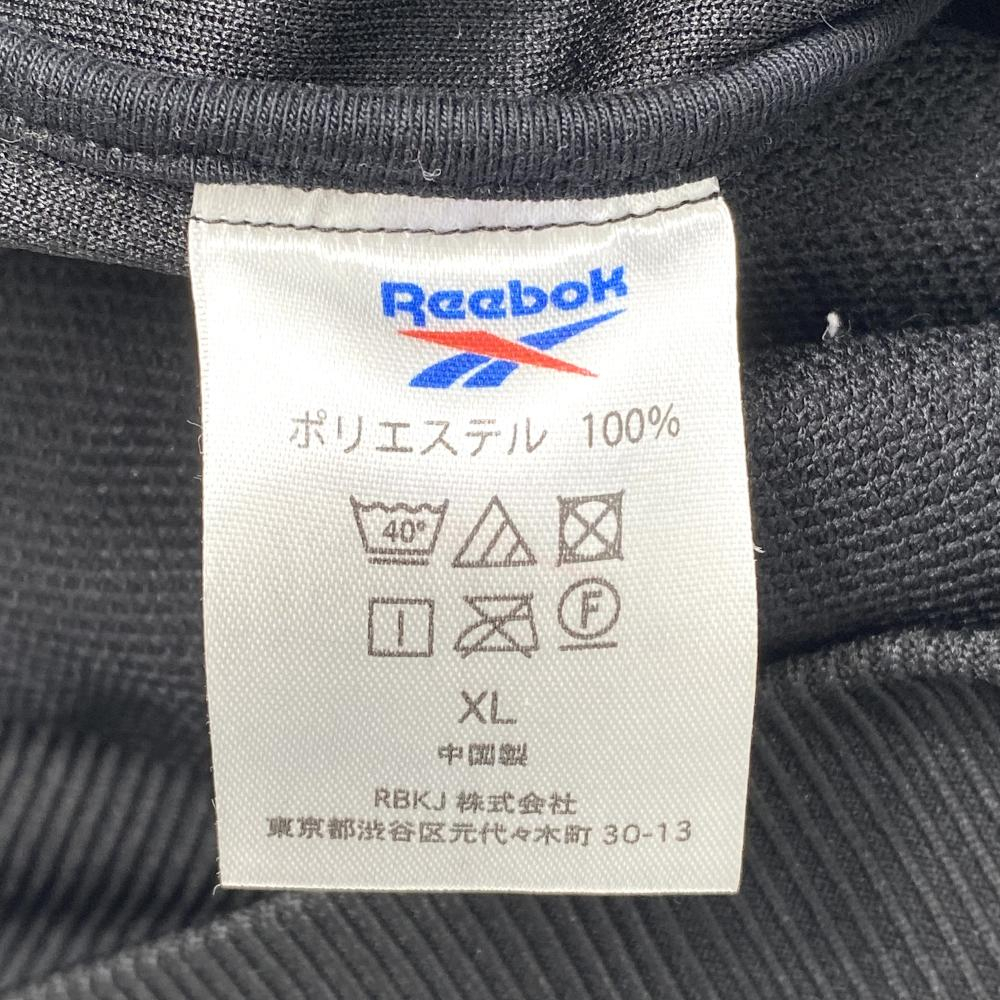 Reebok
ポリエステル 100%
40°
F
XL
中国製
RBKJ 株式会社
東京都渋谷区元代々木町 30-13